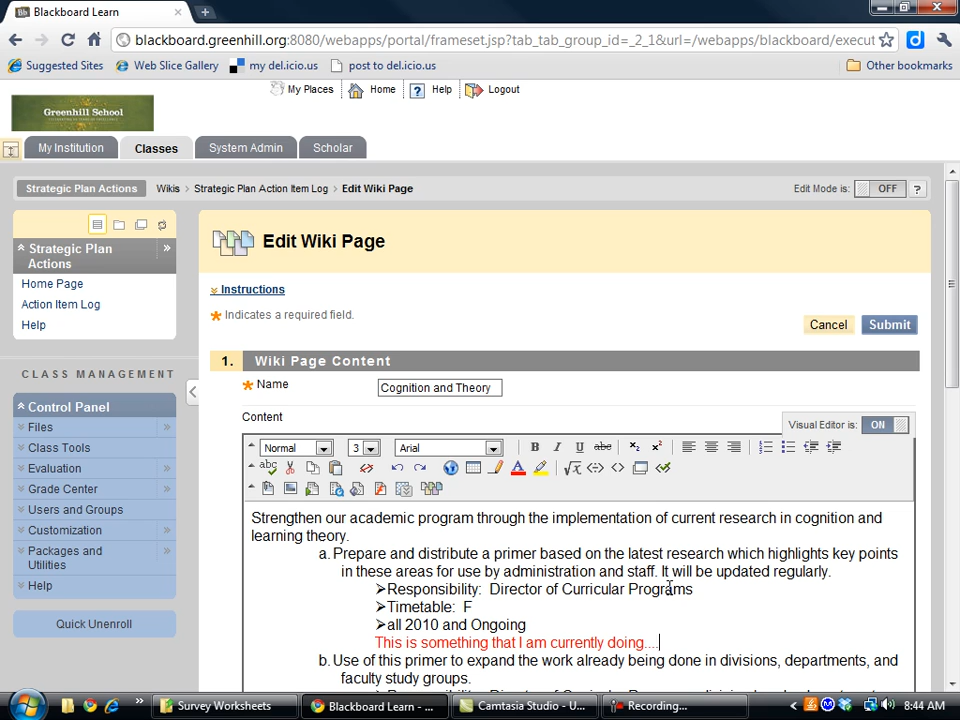 Blackboard Learn
blackboard.greenhill.org:8080/webapps/portal/frameset.jsp?tab_tab_group_id=_2_1&url=/webapps/blackboard/execut
Suggested Sites
Web Slice Gallery
my del.icio.us
post to del.icio.us
Other bookmarks
My Places
Home
Help
Logout
Greenhill School
My Institution
Classes
System Admin
Scholar
Strategic Plan Actions
Wikis > Strategic Plan Action Item Log > Edit Wiki Page
Edit Mode is:
OFF
?
Strategic Plan
Actions
Home Page
Action Item Log
Help
CLASS MANAGEMENT
Control Panel
Files
Class Tools
Evaluation
Grade Center
Users and Groups
Customization
Packages and
Utilities
Help
Quick Unenroll
Edit Wiki Page
Instructions
Indicates a required field.
Cancel
Submit
1. Wiki Page Content
Name
Cognition and Theory
Content
Visual Editor is:
ON
Normal
3
Arial
Strengthen our academic program through the implementation of current research in cognition and
learning theory.
a. Prepare and distribute a primer based on the latest research which highlights key points
in these areas for use by administration and staff. It will be updated regularly.
➢Responsibility: Director of Curricular Programs
➢Timetable: F
➢all 2010 and Ongoing
This is something that I am currently doing....
b. Use of this primer to expand the work already being done in divisions, departments, and
faculty study groups.
Survey Worksheets
Blackboard Learn - ...
Camtasia Studio - U...
Recording...
8:44 AM